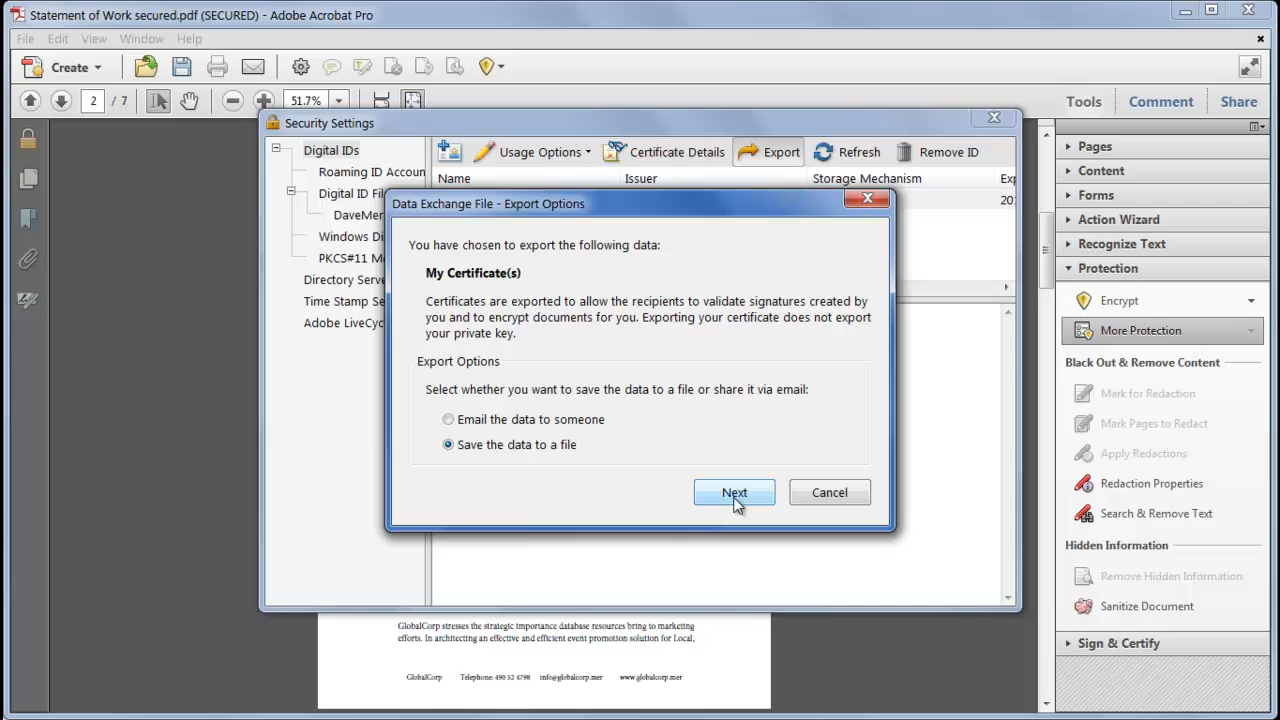 Statement of Work secured.pdf (SECURED) - Adobe Acrobat Pro
File Edit View Window Help
Create
2 / 7 51.7% Tools Comment Share
Security Settings
Digital IDs
Roaming ID Accoun
Digital ID Fil
DaveMer
Windows Di
PKCS#11 M
Directory Serve
Time Stamp Se
Adobe LiveCyc
Usage Options Certificate Details Export Refresh Remove ID
Name Issuer Storage Mechanism Exp
201
Data Exchange File - Export Options
You have chosen to export the following data:
My Certificate(s)
Certificates are exported to allow the recipients to validate signatures created by
you and to encrypt documents for you. Exporting your certificate does not export
your private key.
Export Options
Select whether you want to save the data to a file or share it via email:
Email the data to someone
Save the data to a file
Next Cancel
Pages
Content
Forms
Action Wizard
Recognize Text
Protection
Encrypt
More Protection
Black Out & Remove Content
Mark for Redaction
Mark Pages to Redact
Apply Redactions
Redaction Properties
Search & Remove Text
Hidden Information
Remove Hidden Information
Sanitize Document
Sign & Certify
GlobalCorp stresses the strategic importance database resources bring to marketing
efforts. In architecting an effective and efficient event promotion solution for Local,
GlobalCorp Telephone: 490 52 4798 info@globalcorp.mer www.globalcorp.mer